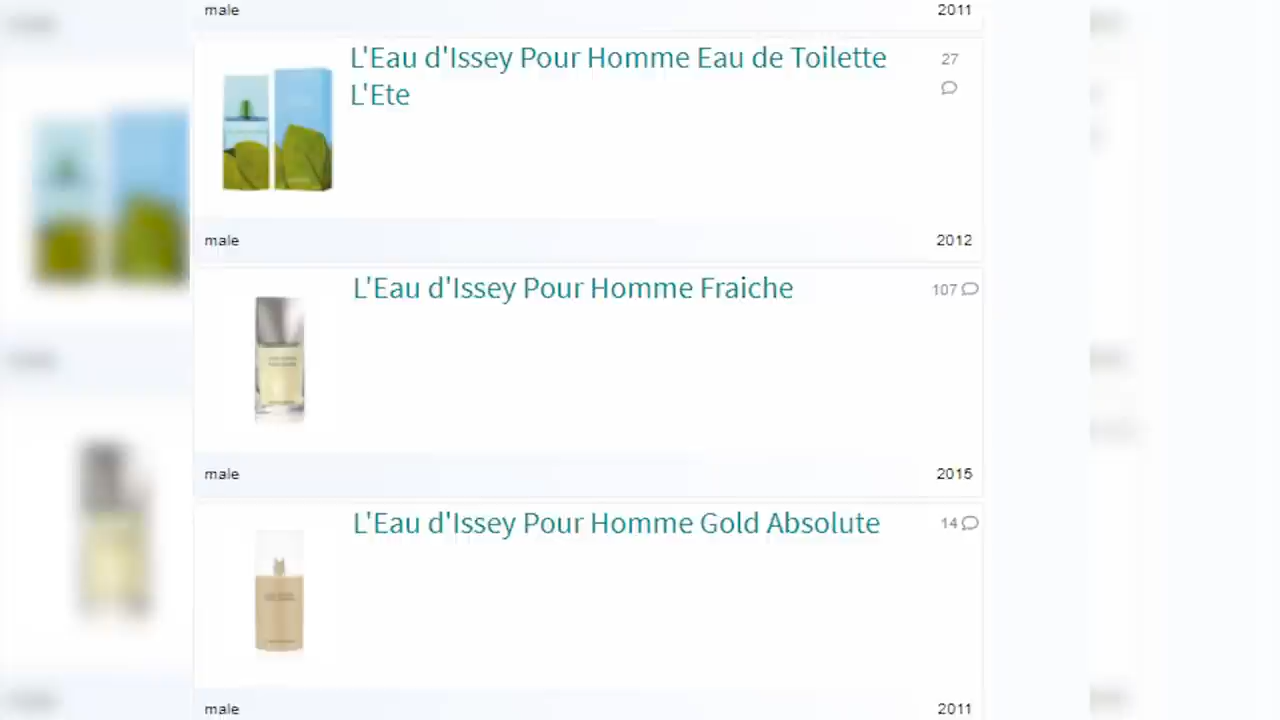 male 2011
L'Eau d'Issey Pour Homme Eau de Toilette 27
L'Ete
male 2012
L'Eau d'Issey Pour Homme Fraiche 107
male 2015
L'Eau d'Issey Pour Homme Gold Absolute 14
male 2011